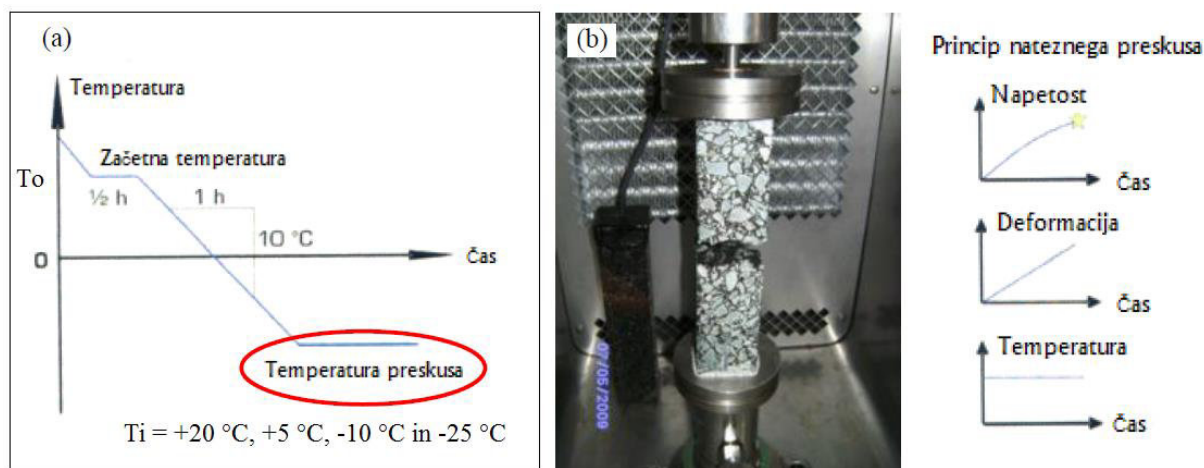 (a)
Temperatura
Začetna temperatura
To
½ h
1 h
10 °C
0
Čas
Temperatura preskusa
Ti = +20 °C, +5 °C, -10 °C in -25 °C
(b)
07/05/2009
Princip nateznega preskusa
Napetost
Čas
Deformacija
Čas
Temperatura
Čas